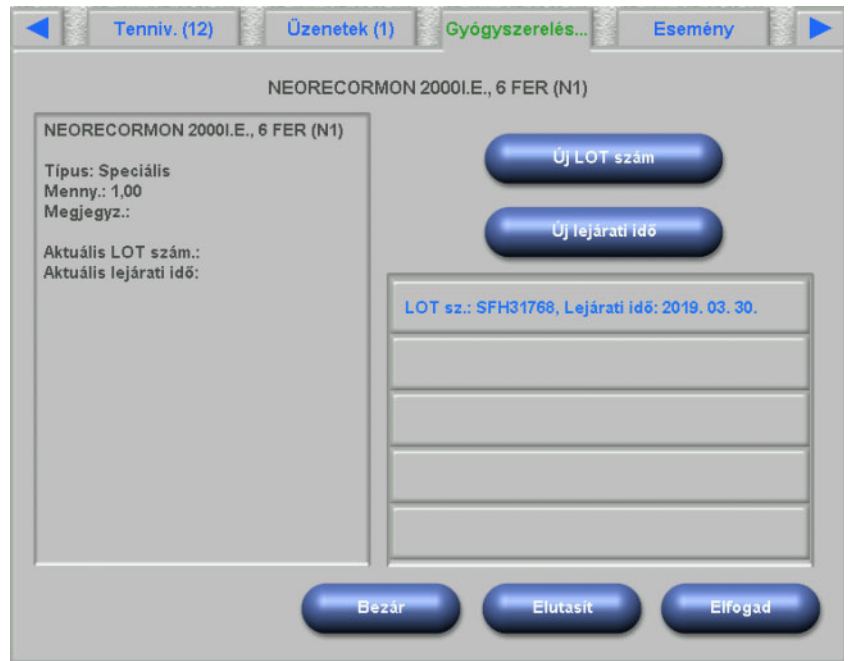 Tenniv. (12)
Üzenetek (1)
Gyógyszerelés...
Esemény
NEORECORMON 2000I.E., 6 FER (N1)
NEORECORMON 2000I.E., 6 FER (N1)
Típus: Speciális
Menny.: 1,00
Megjegyz.:
Aktuális LOT szám.:
Aktuális lejárati idő:
Új LOT szám
Új lejárati idő
LOT sz.: SFH31768, Lejárati idő: 2019. 03. 30.
Bezár
Elutasít
Elfogad